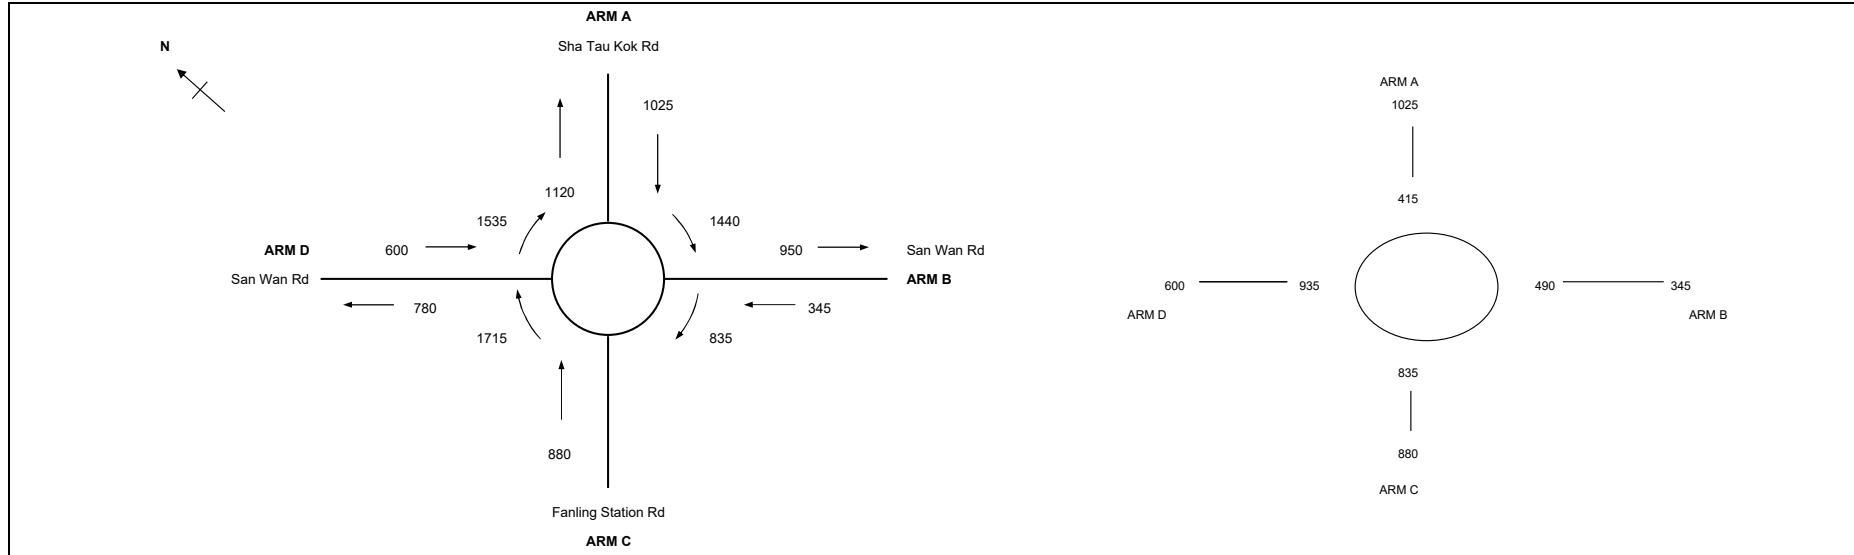 ARM A
N
Sha Tau Kok Rd
1025
1120
1535
1440
ARM D
600
950
San Wan Rd
San Wan Rd
ARM B
780
345
1715
835
880
Fanling Station Rd
ARM C
ARM A
1025
415
600
935
490
345
ARM D
ARM B
835
880
ARM C